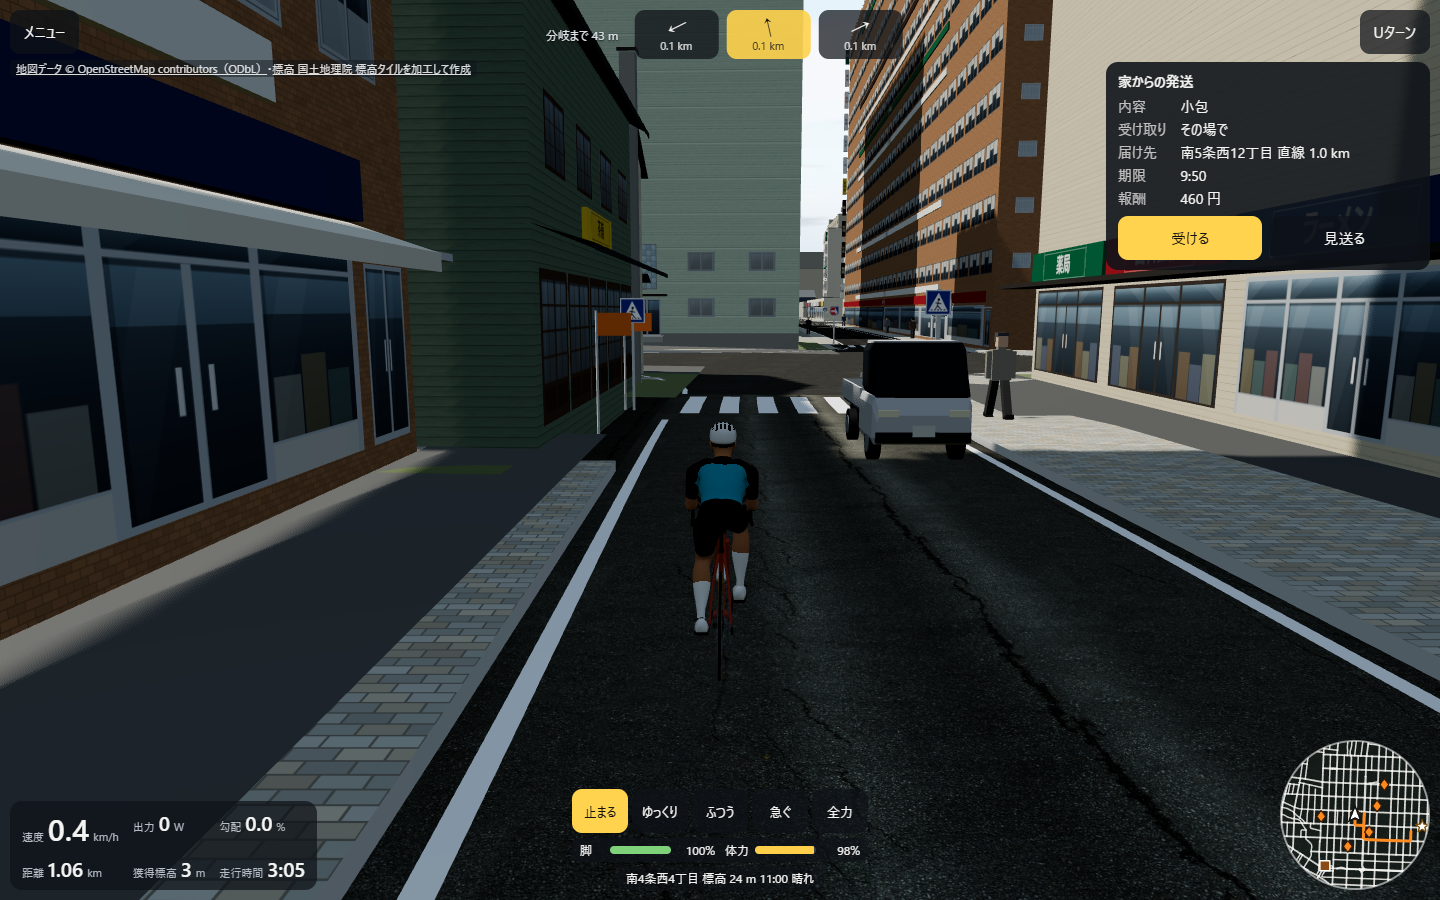 メニュー
分岐まで 43 m
0.1 km
0.1 km
0.1 km
Uターン
地図データ © OpenStreetMap contributors（ODbL）・標高 国土地理院 標高タイルを加工して作成
家からの発送
内容 小包
受け取り その場で
届け先 南5条西12丁目 直線 1.0 km
期限 9:50
報酬 460 円
受ける
見送る
ラーメン
薬局
止まる
ゆっくり
ふつう
急ぐ
全力
脚 100% 体力 98%
南4条西4丁目 標高 24 m 11:00 晴れ
速度 0.4 km/h 出力 0 W 勾配 0.0 %
距離 1.06 km 獲得標高 3 m 走行時間 3:05